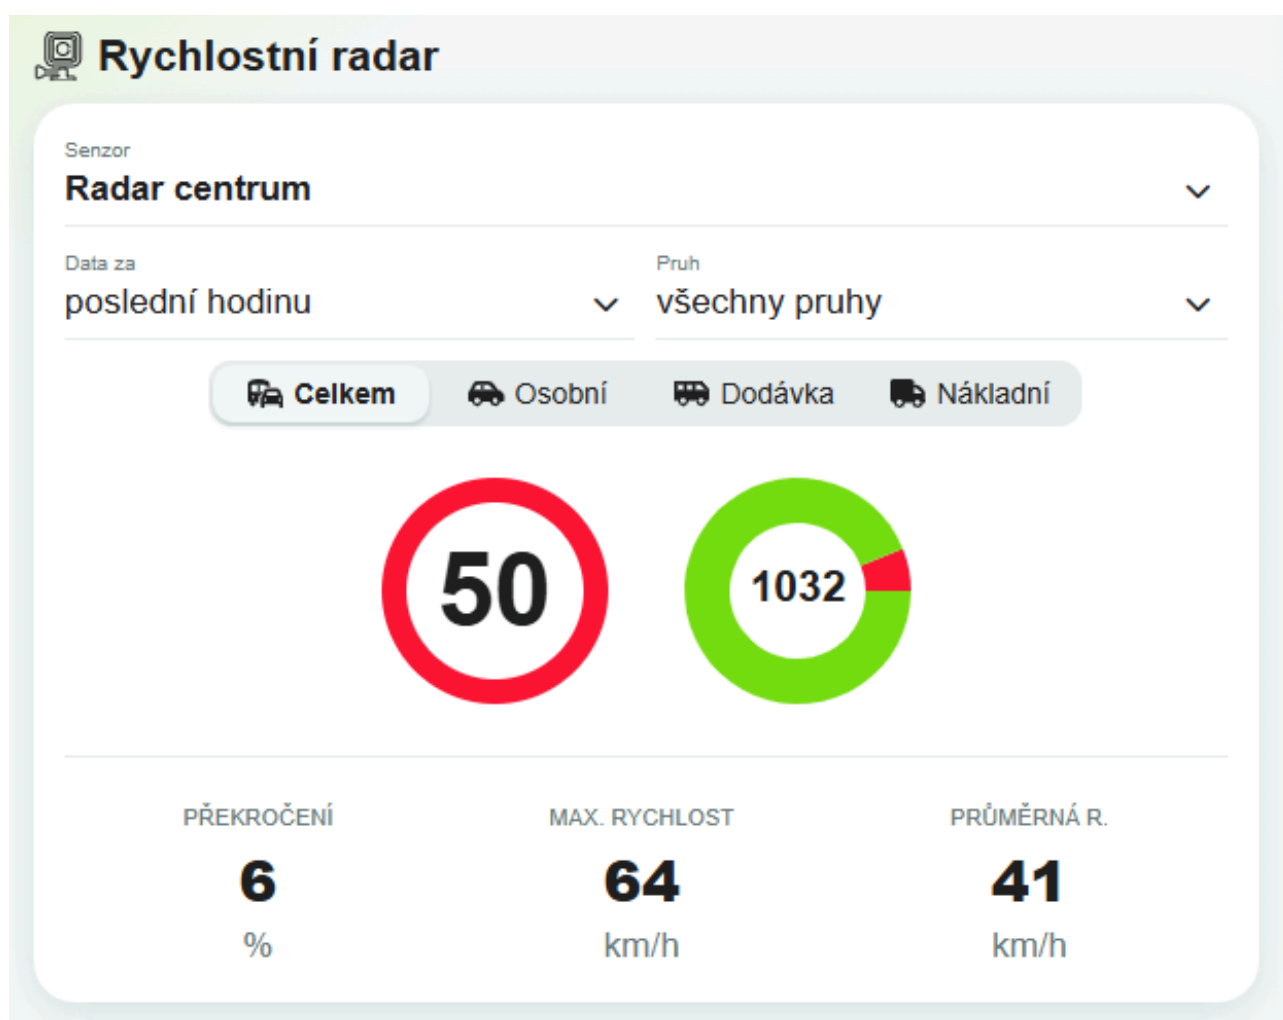 Rychlostní radar
Senzor
Radar centrum
Data za
poslední hodinu
Pruh
všechny pruhy
Celkem Osobní Dodávka Nákladní
50
1032
PŘEKROČENÍ
6
%
MAX. RYCHLOST
64
km/h
PRŮMĚRNÁ R.
41
km/h